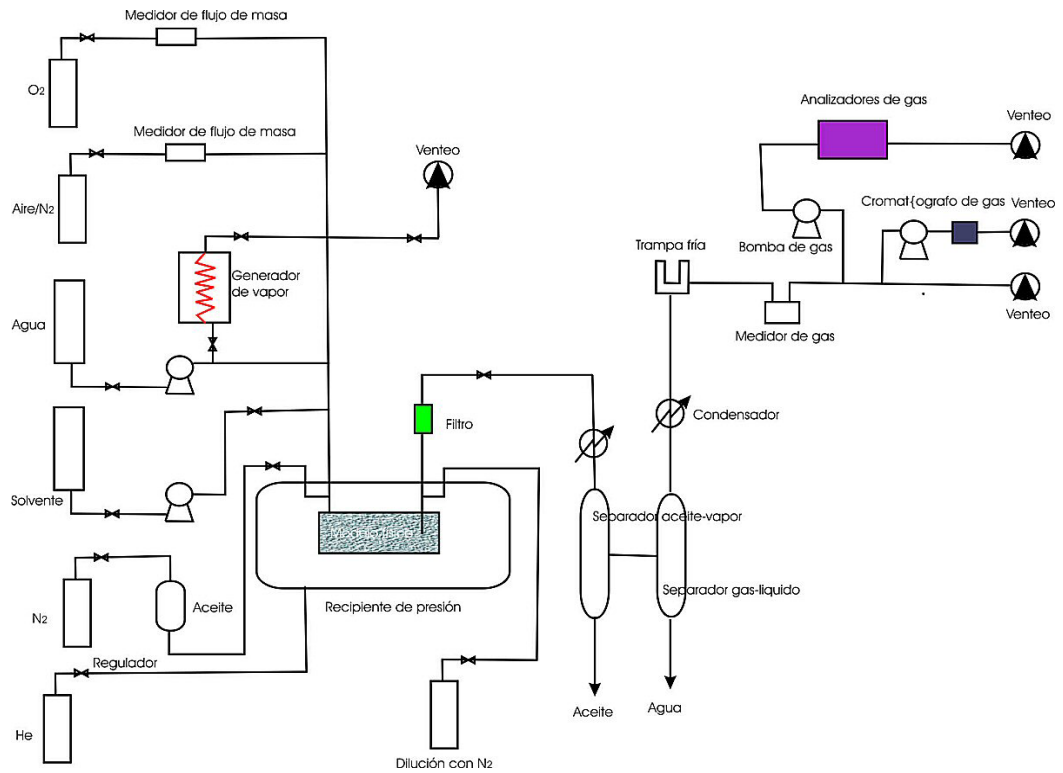 Medidor de flujo de masa
O2
Medidor de flujo de masa
Aire/N2
Venteo
Generador
de vapor
Agua
Solvente
Filtro
N2
Aceite
Recipiente de presión
Regulador
He
Dilución con N2
Separador aceite-vapor
Separador gas-líquido
Aceite
Agua
Condensador
Trampa fría
Medidor de gas
Bomba de gas
Analizadores de gas
Venteo
Cromat{ografo de gas
Venteo
Venteo